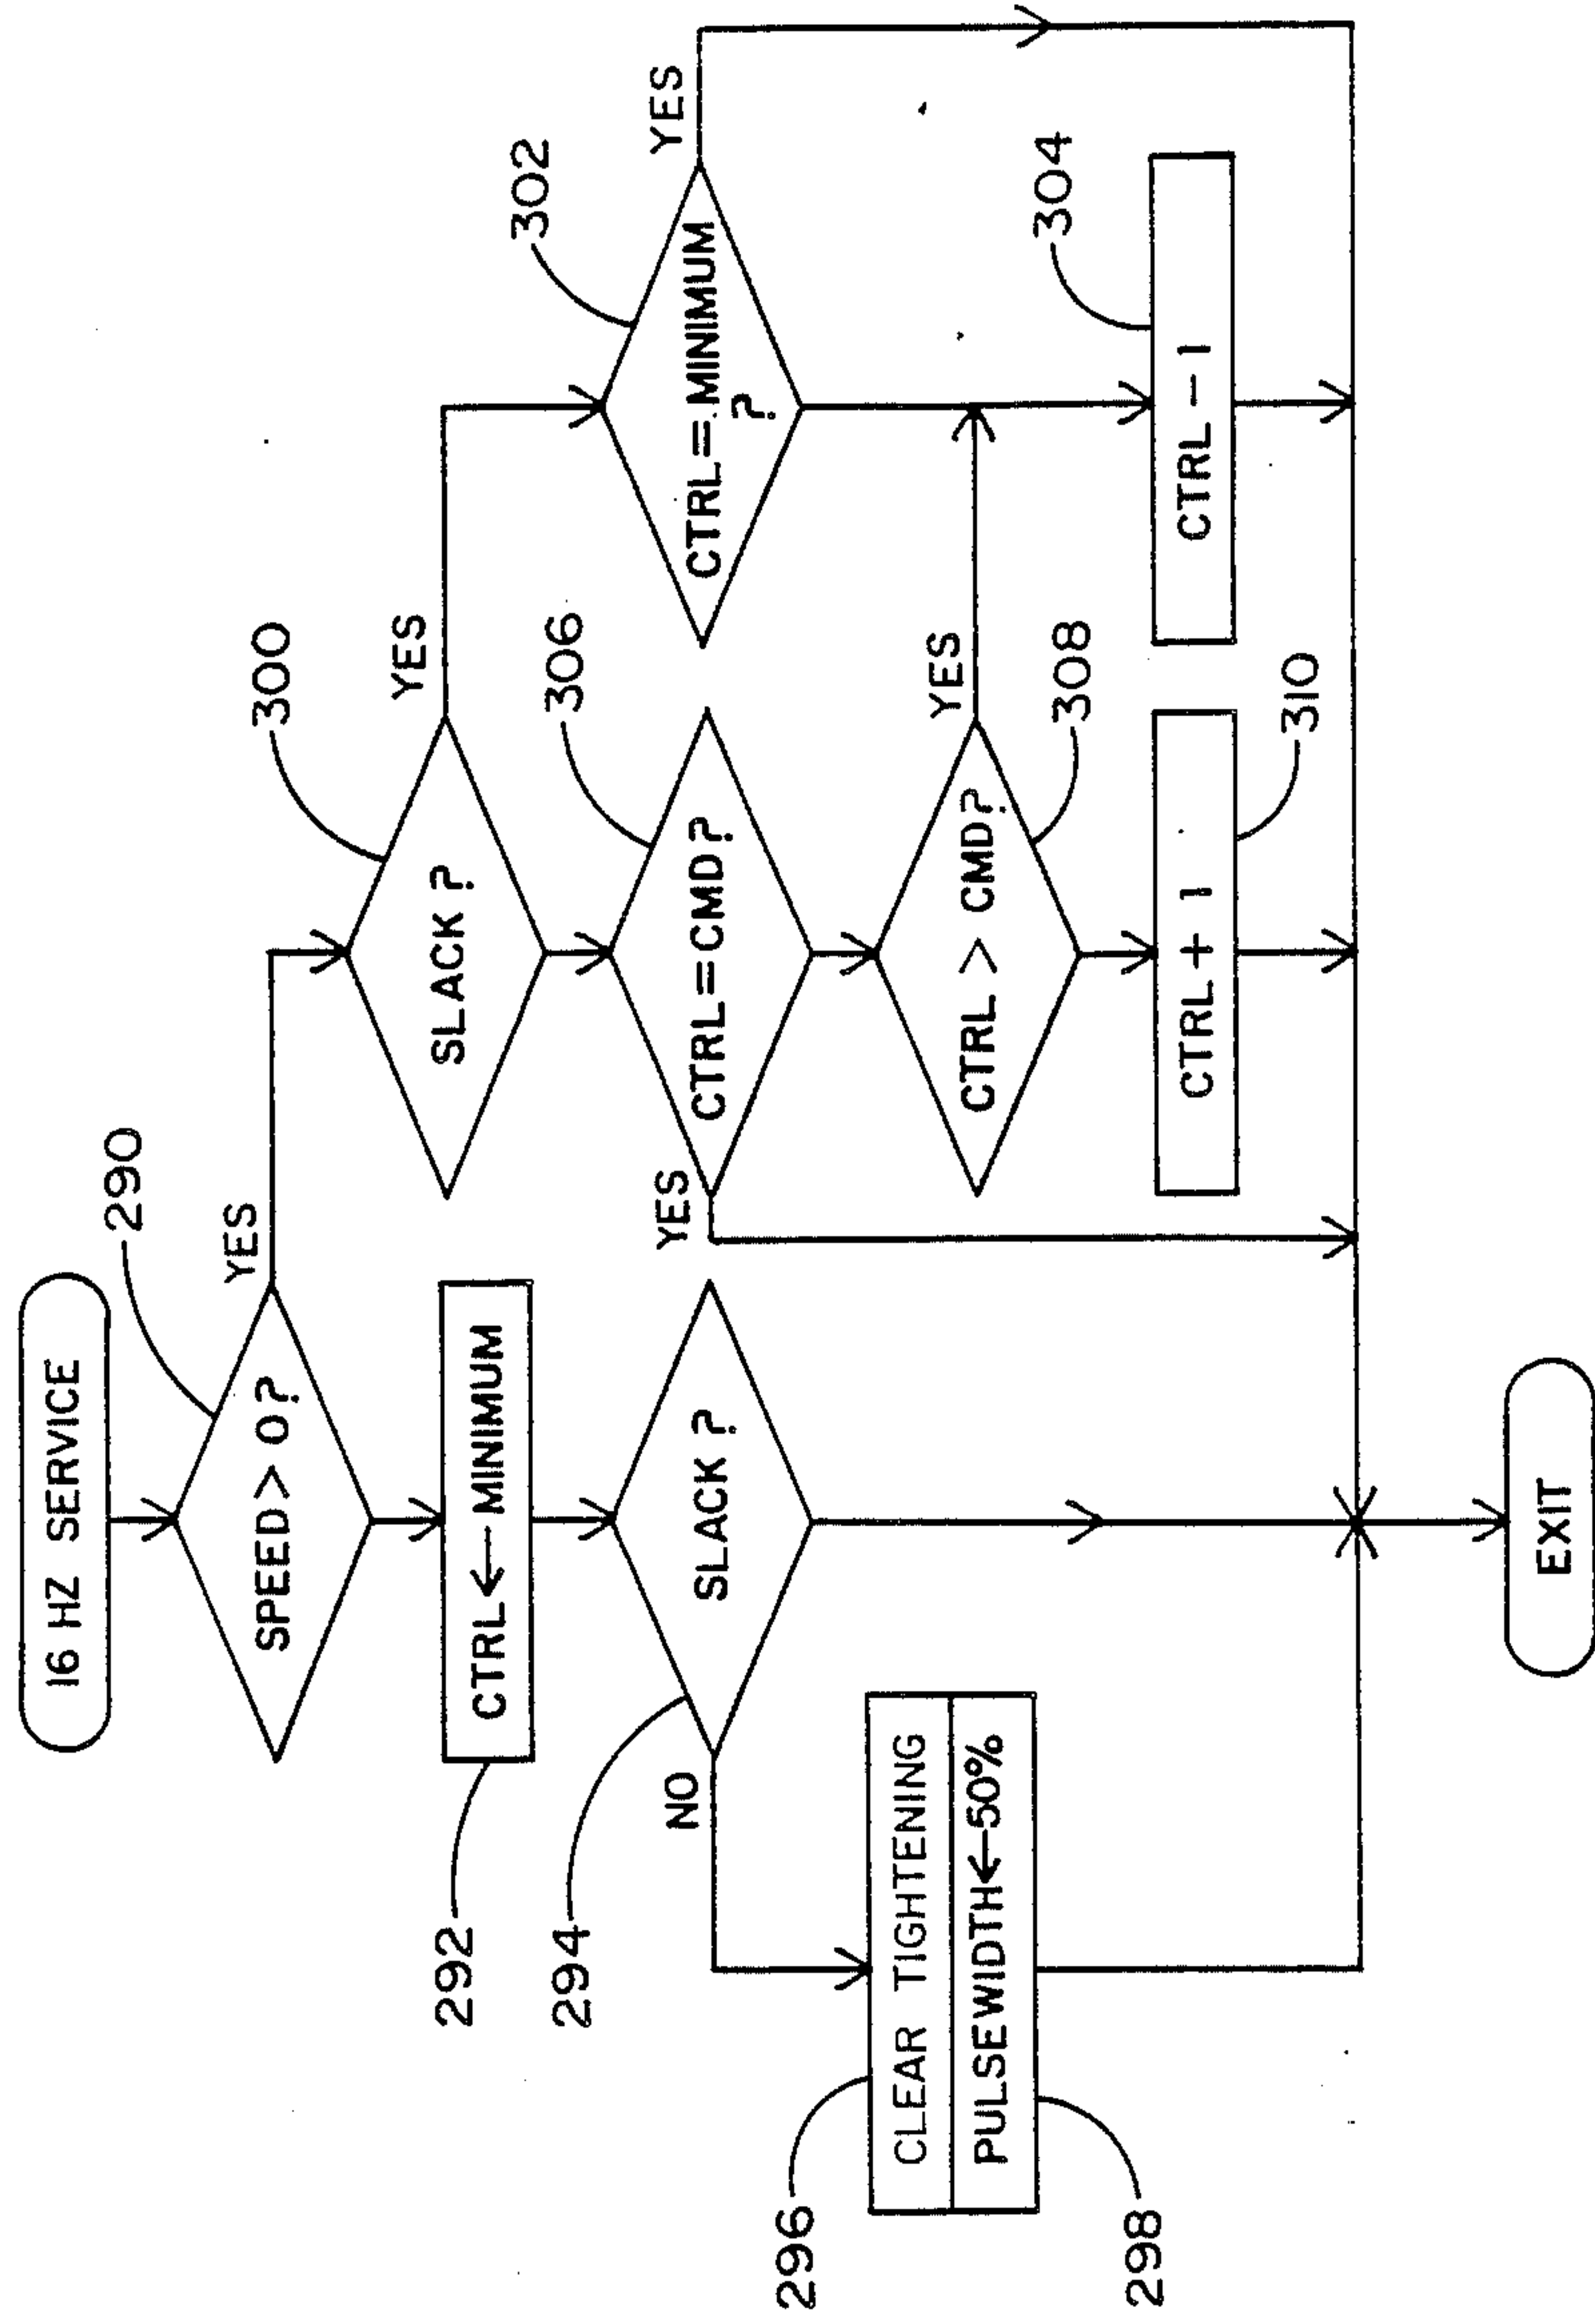 16 HZ SERVICE
290
SPEED > 0?
YES
292
CTRL ← MINIMUM
300
SLACK ?
YES
294
SLACK ?
NO
306
CTRL=CMD?
YES
302
CTRL=MINIMUM
?
YES
296
CLEAR TIGHTENING
298
PULSEWIDTH←50%
308
CTRL > CMD?
YES
310
CTRL + 1
304
CTRL - 1
EXIT